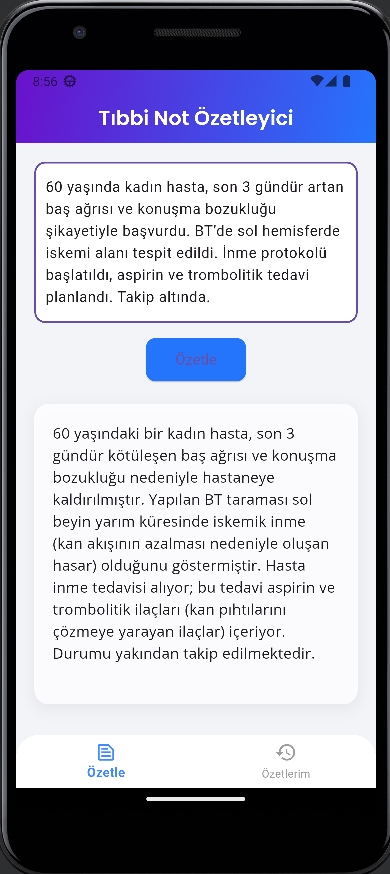 8:56
Tıbbi Not Özetleyici
60 yaşında kadın hasta, son 3 gündür artan
baş ağrısı ve konuşma bozukluğu
şikayetiyle başvurdu. BT'de sol hemisferde
iskemi alanı tespit edildi. İnme protokolü
başlatıldı, aspirin ve trombolitik tedavi
planlandı. Takip altında.
Özetle
60 yaşındaki bir kadın hasta, son 3
gündür kötüleşen baş ağrısı ve konuşma
bozukluğu nedeniyle hastaneye
kaldırılmıştır. Yapılan BT taraması sol
beyin yarım küresinde iskemik inme
(kan akışının azalması nedeniyle oluşan
hasar) olduğunu göstermiştir. Hasta
inme tedavisi alıyor; bu tedavi aspirin ve
trombolitik ilaçları (kan pıhtılarını
çözmeye yarayan ilaçlar) içeriyor.
Durumu yakından takip edilmektedir.
Özetle
Özetlerim